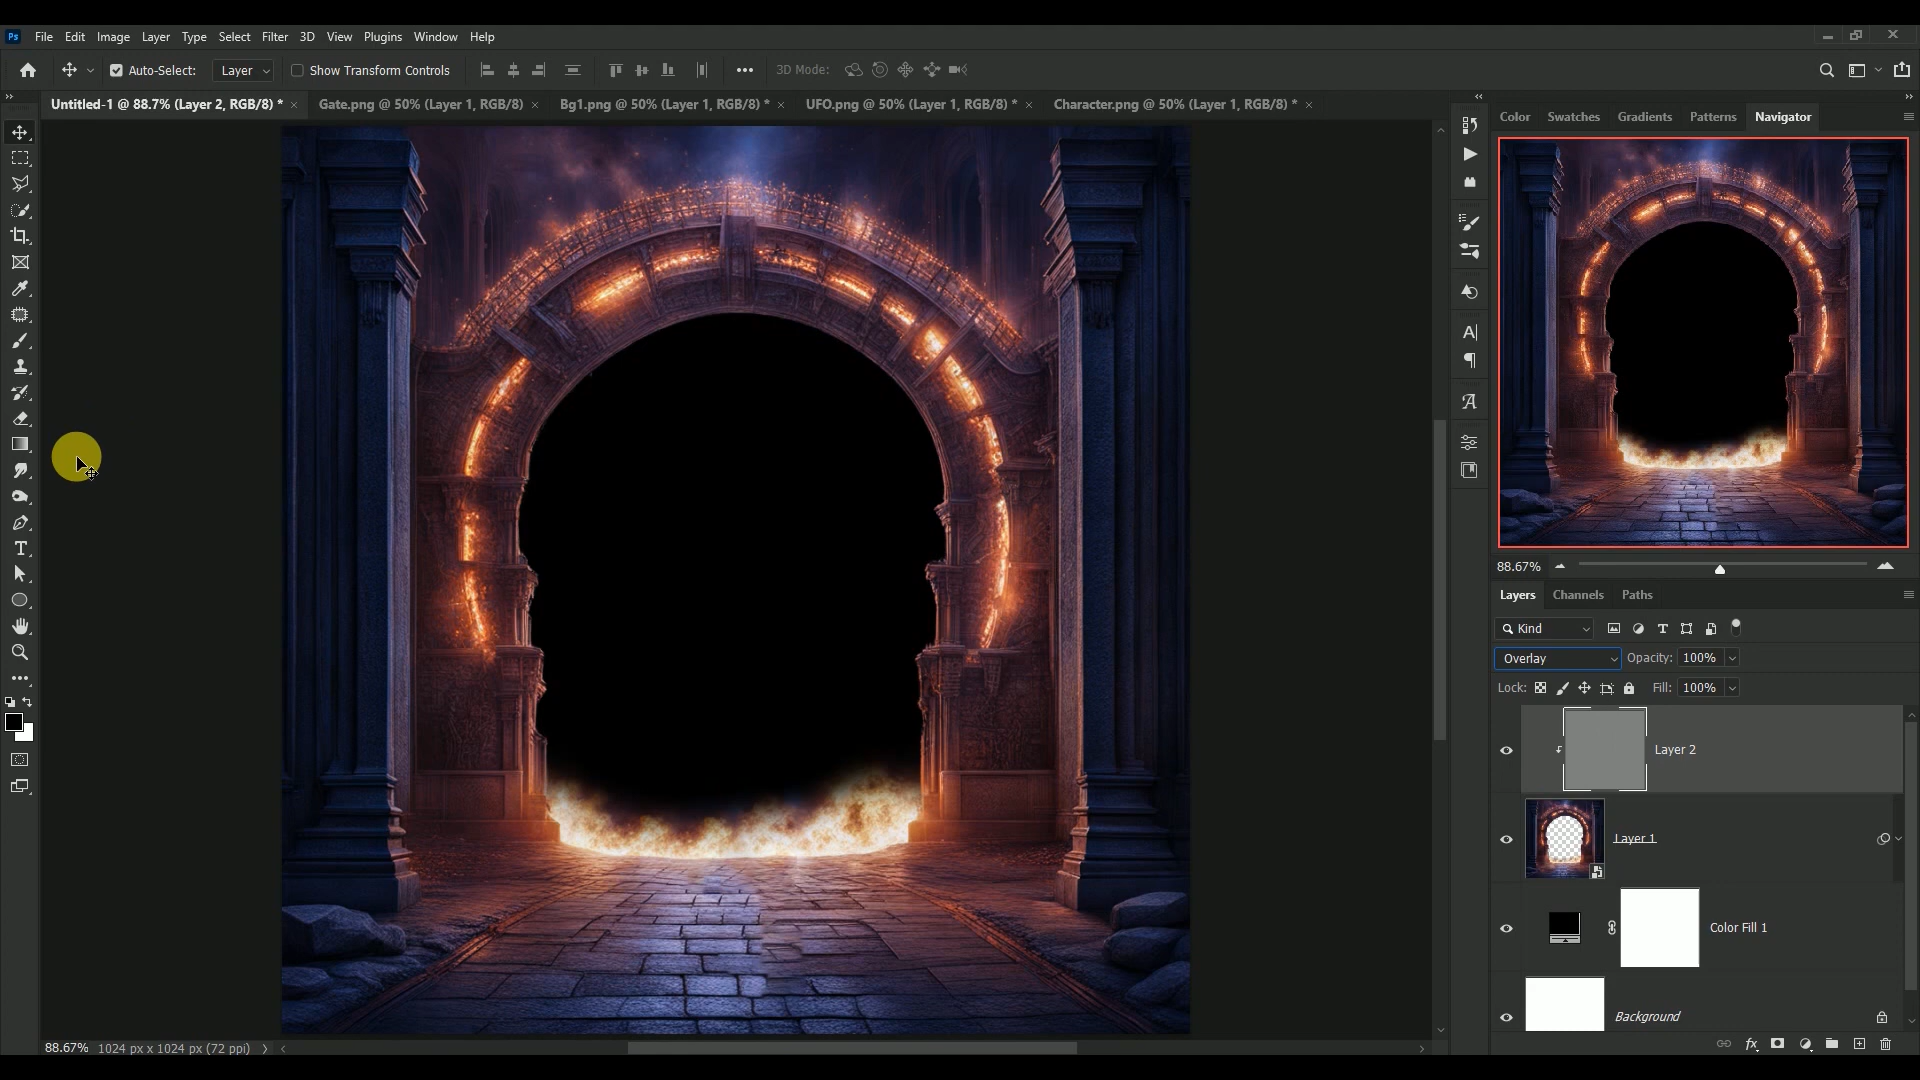 Ps File Edit Image Layer Type Select Filter 3D View Plugins Window Help
Auto-Select: Layer Show Transform Controls 3D Mode:
Untitled-1 @ 88.7% (Layer 2, RGB/8) * Gate.png @ 50% (Layer 1, RGB/8) Bg1.png @ 50% (Layer 1, RGB/8) * UFO.png @ 50% (Layer 1, RGB/8) * Character.png @ 50% (Layer 1, RGB/8) *
Color Swatches Gradients Patterns Navigator
88.67%
Layers Channels Paths
Kind
Overlay Opacity: 100%
Lock: Fill: 100%
Layer 2
Layer 1
Color Fill 1
Background
88.67% 1024 px x 1024 px (72 ppi)